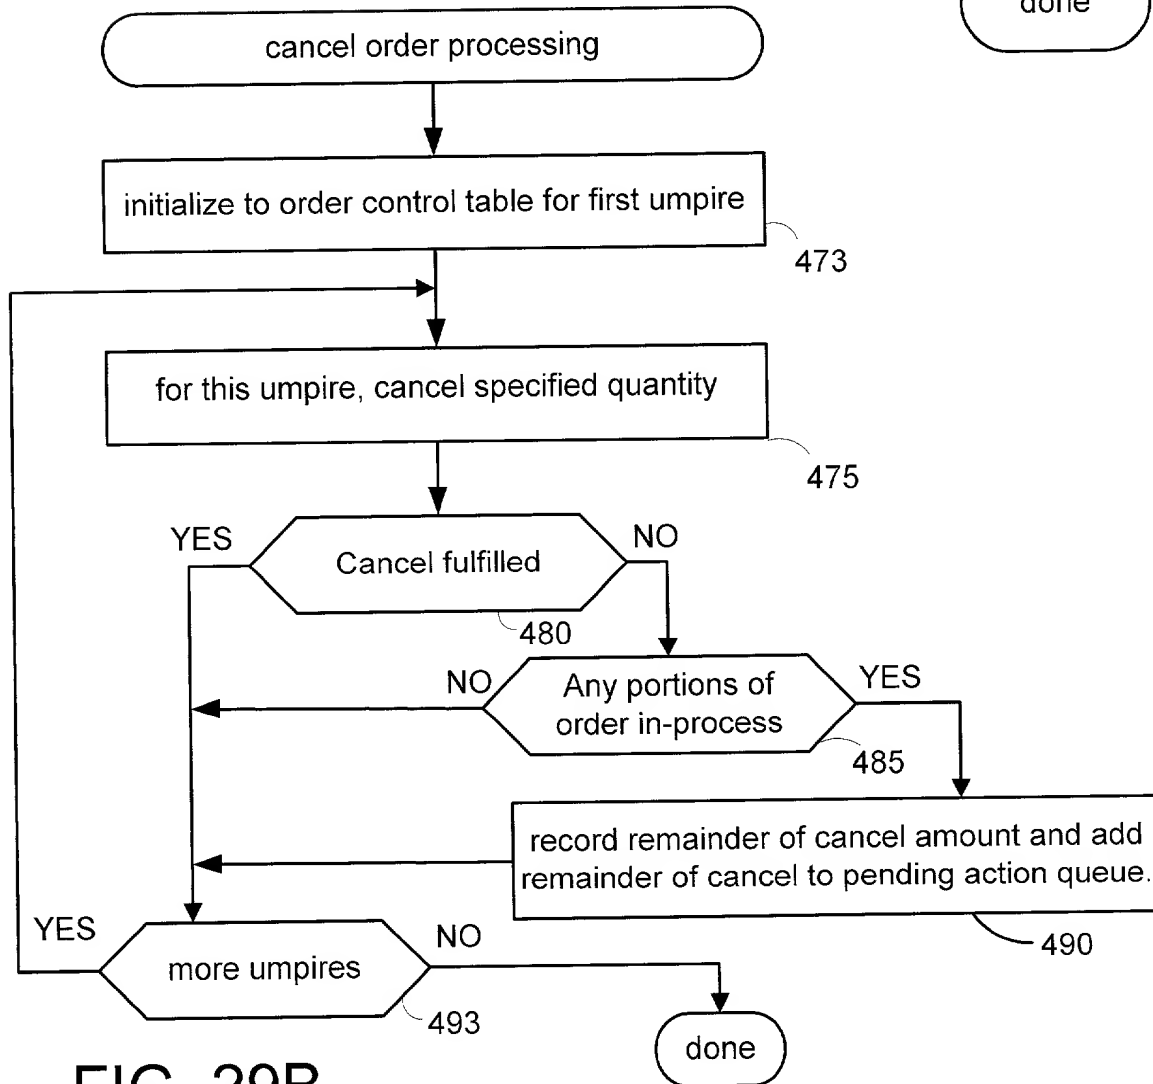 done
cancel order processing
initialize to order control table for first umpire
473
for this umpire, cancel specified quantity
475
YES
NO
Cancel fulfilled
480
NO
Any portions of
order in-process
YES
485
record remainder of cancel amount and add
remainder of cancel to pending action queue.
490
YES
more umpires
NO
493
done
FIG. 29B